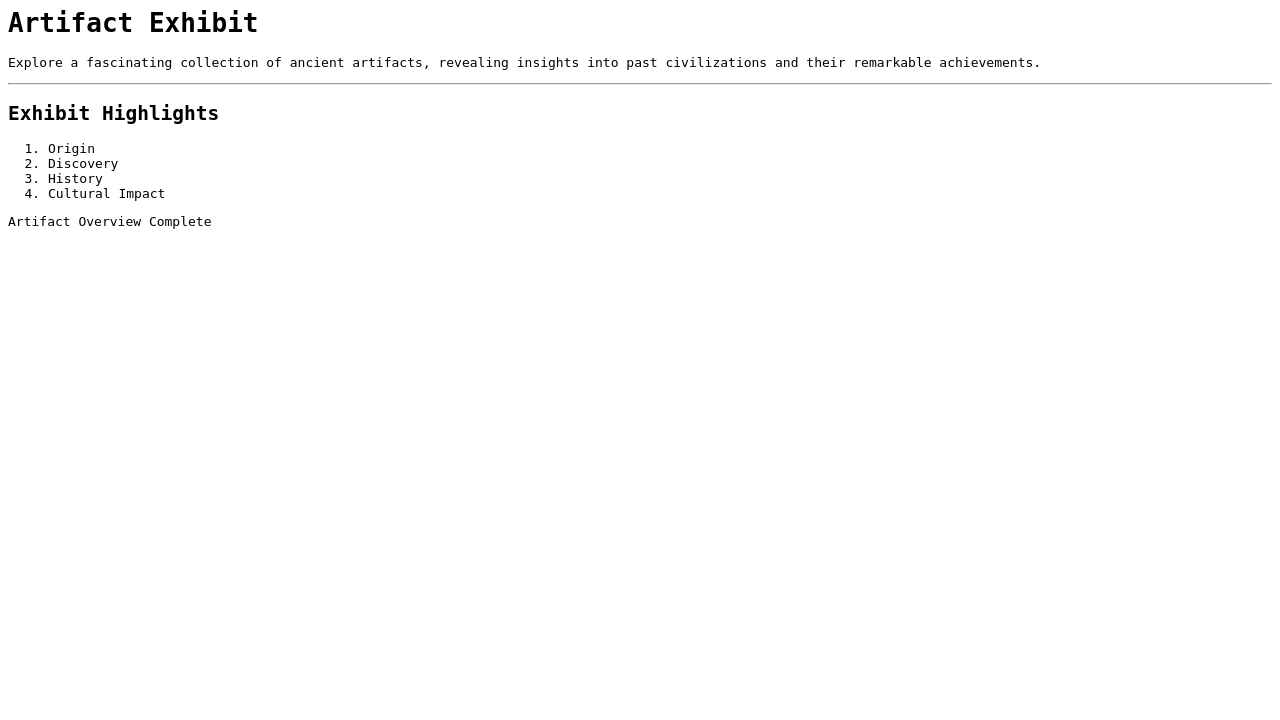 Artifact Exhibit
Explore a fascinating collection of ancient artifacts, revealing insights into past civilizations and their remarkable achievements.
Exhibit Highlights
1. Origin
2. Discovery
3. History
4. Cultural Impact
Artifact Overview Complete